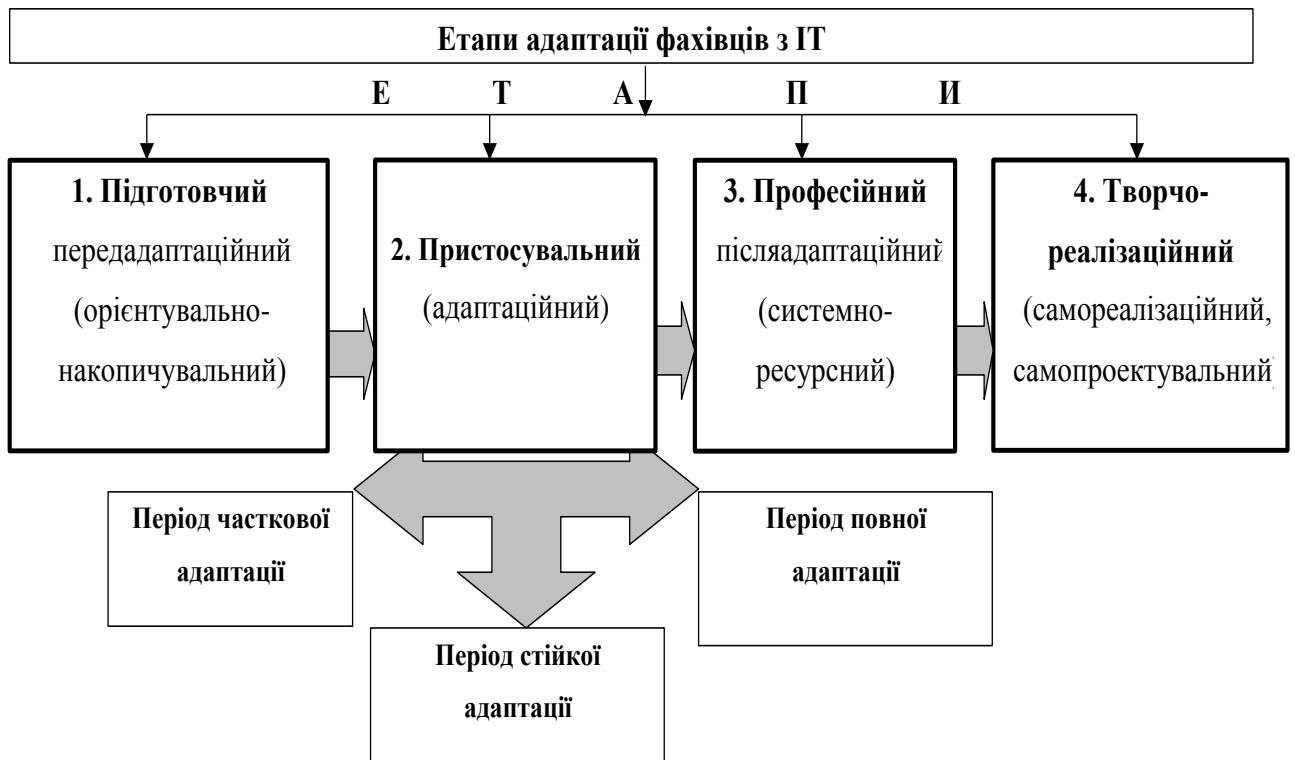 Етапи адаптації фахівців з ІТ
Е Т А П И
1. Підготовчий
передадаптаційний
(орієнтувально-
накопичувальний)
2. Пристосувальний
(адаптаційний)
3. Професійний
післяадаптаційний
(системно-
ресурсний)
4. Творчо-
реалізаційний
(самореалізаційний,
самопроектувальний)
Період часткової
адаптації
Період стійкої
адаптації
Період повної
адаптації